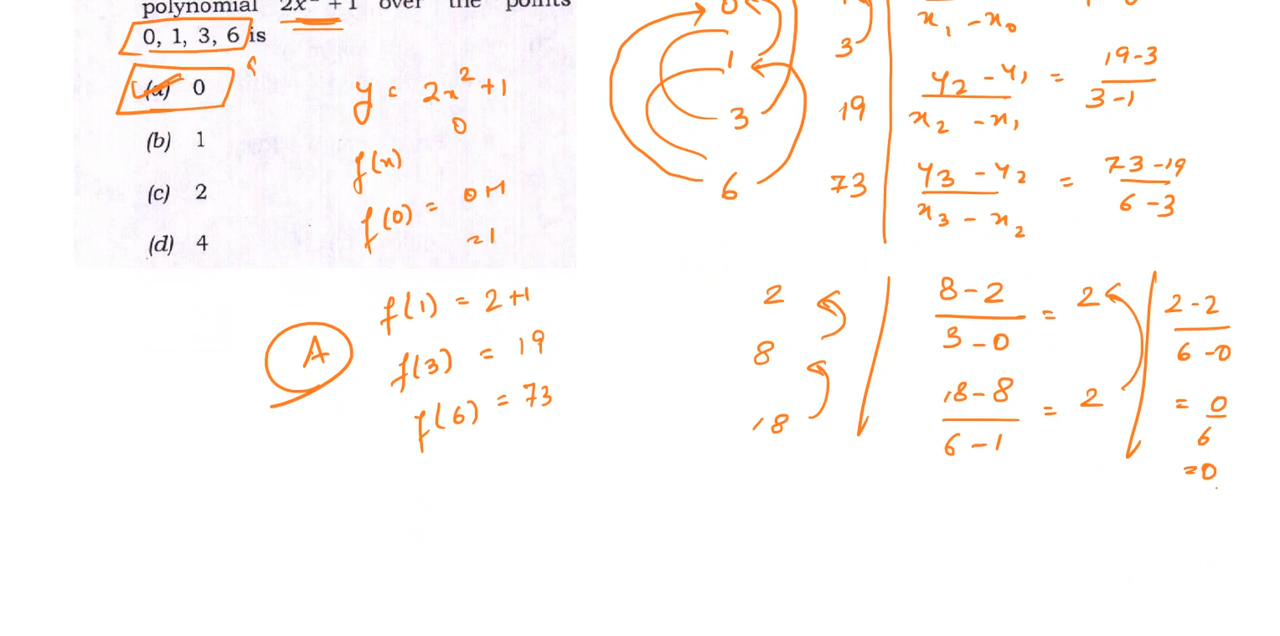 polynomial 2x +1 over the points
0, 1, 3, 6 is
(a) 0
(b) 1
(c) 2
(d) 4
y = 2x²+1
0
f(x)
f(0) = 0+1
=1
f(1) = 2+1
f(3) = 19
f(6) = 73
A
0
1
3
6
3
19
73
x₁ - x₀
y₂ - y₁ = 19-3
x₂ - x₁ 3-1
y₃ - y₂ = 73-19
x₃ - x₂ 6-3
2
8
18
8-2 = 2
3-0
18-8 = 2
6-1
2-2
6-0
= 0
6
=0